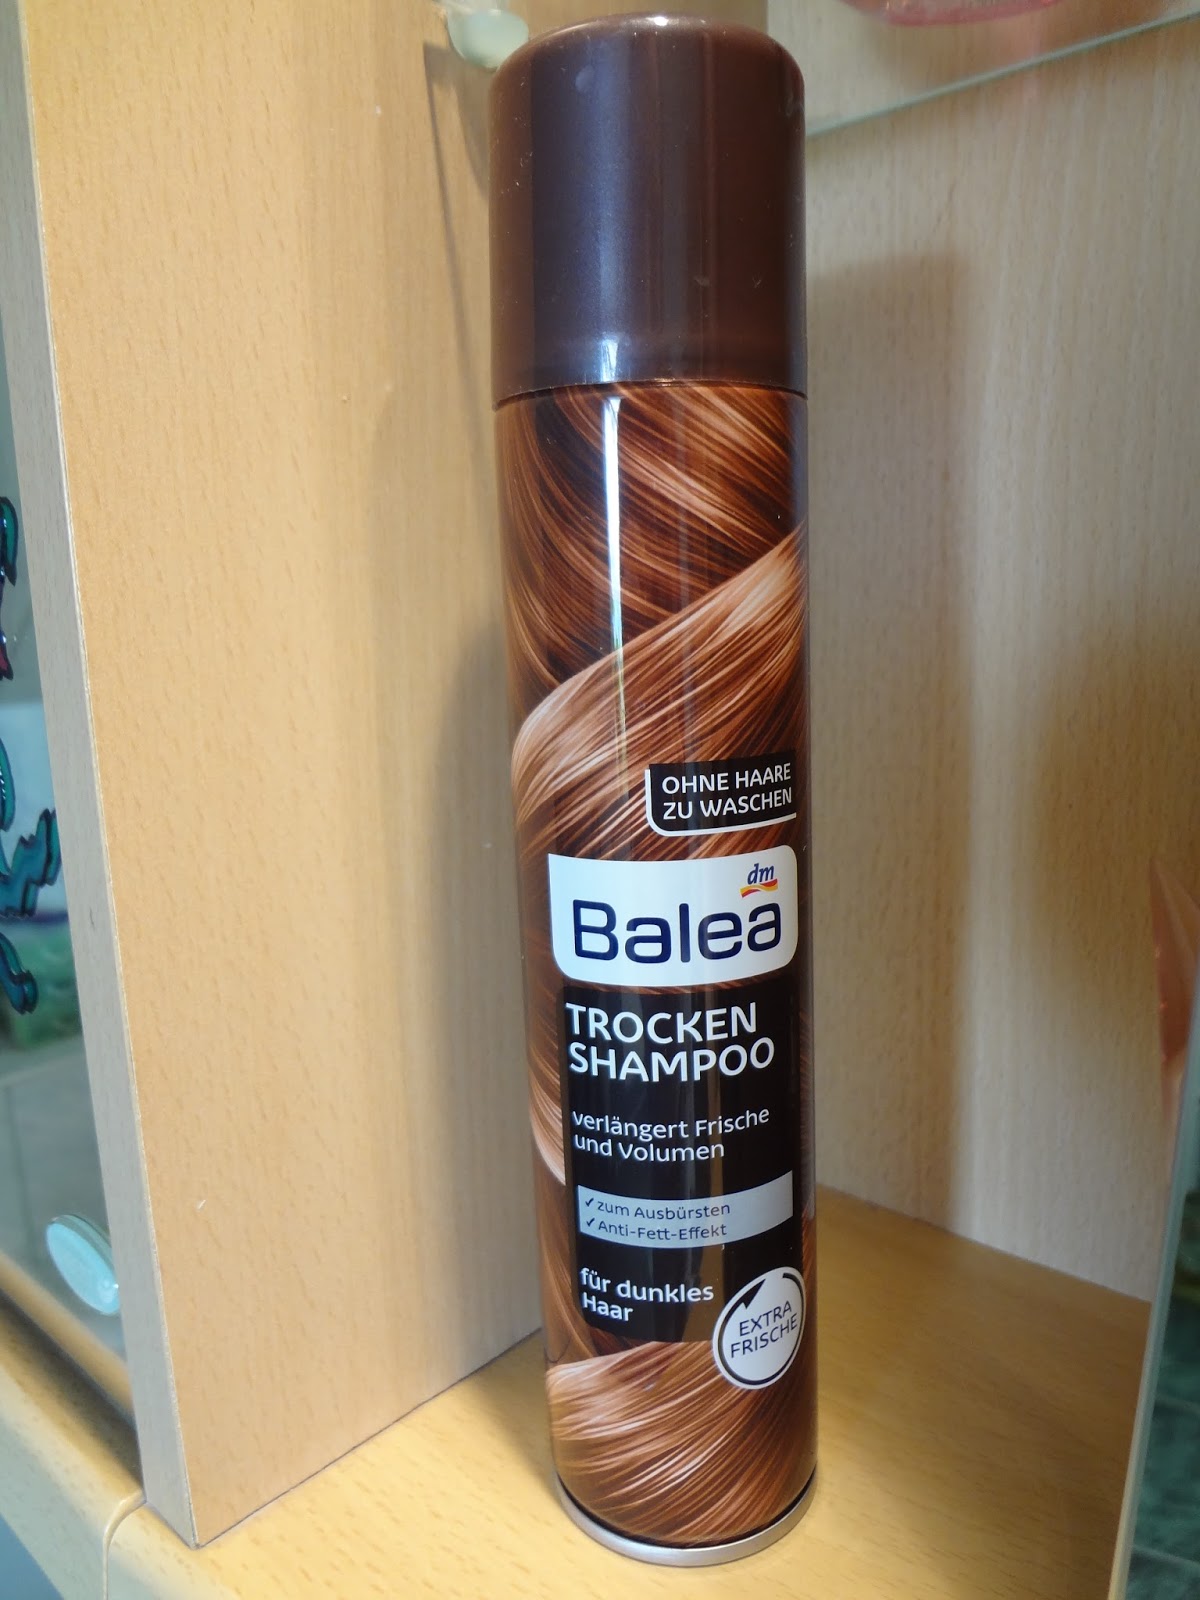 OHNE HAARE
ZU WASCHEN
dm
Balea
TROCKEN
SHAMPOO
verlängert Frische
und Volumen
✓zum Ausbürsten
✓Anti-Fett-Effekt
für dunkles
Haar
EXTRA
FRISCHE